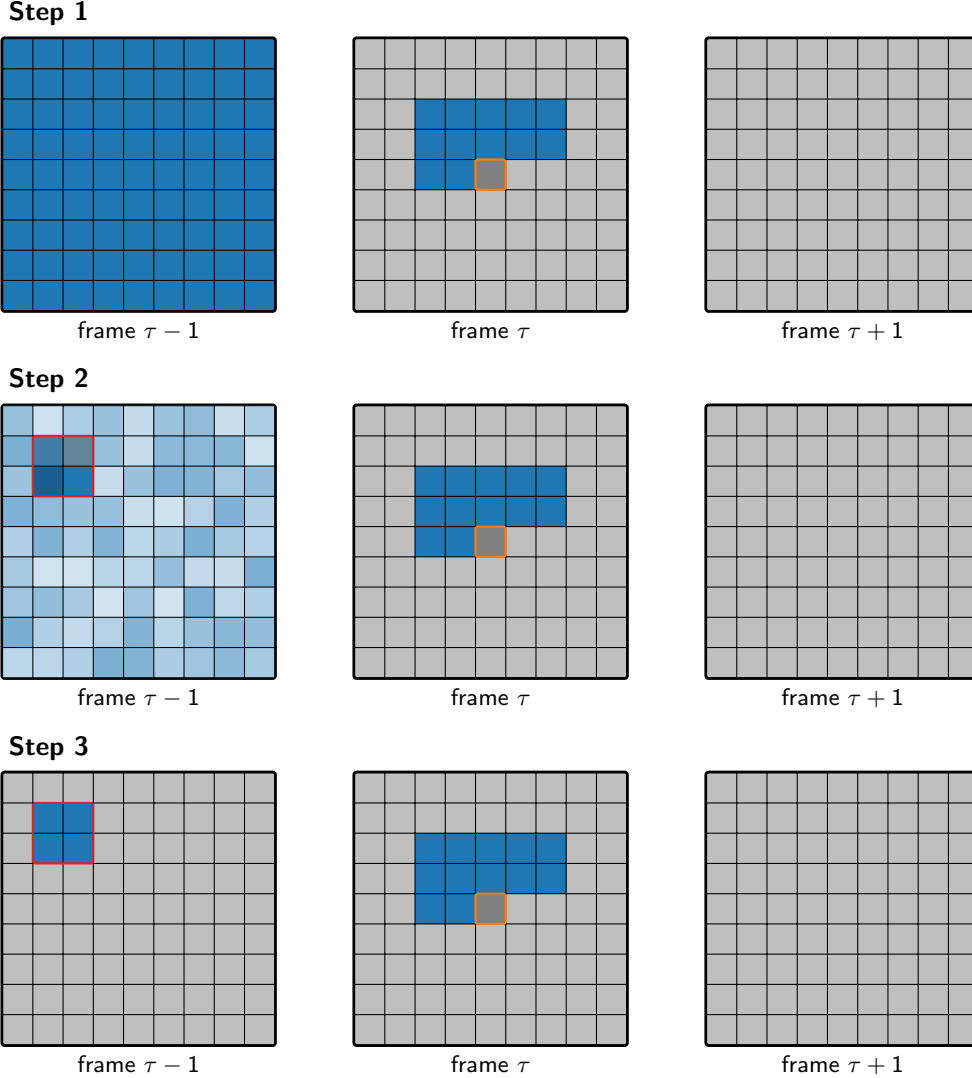 Step 1
frame τ − 1
frame τ
frame τ + 1
Step 2
frame τ − 1
frame τ
frame τ + 1
Step 3
frame τ − 1
frame τ
frame τ + 1